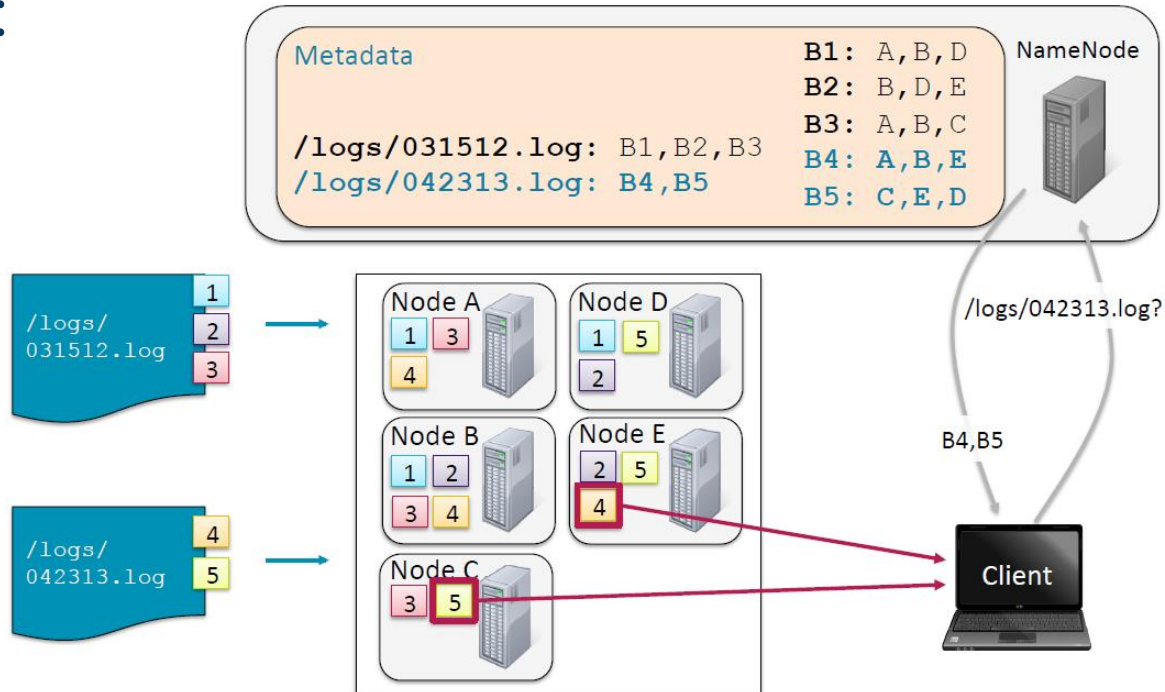 :
Metadata
NameNode
B1: A,B,D
B2: B,D,E
B3: A,B,C
B4: A,B,E
B5: C,E,D
/logs/031512.log: B1,B2,B3
/logs/042313.log: B4,B5
/logs/
031512.log
1
2
3
/logs/
042313.log
4
5
Node A
1 3
4
Node D
1 5
2
Node B
1 2
3 4
Node E
2 5
4
Node C
3 5
/logs/042313.log?
B4,B5
Client